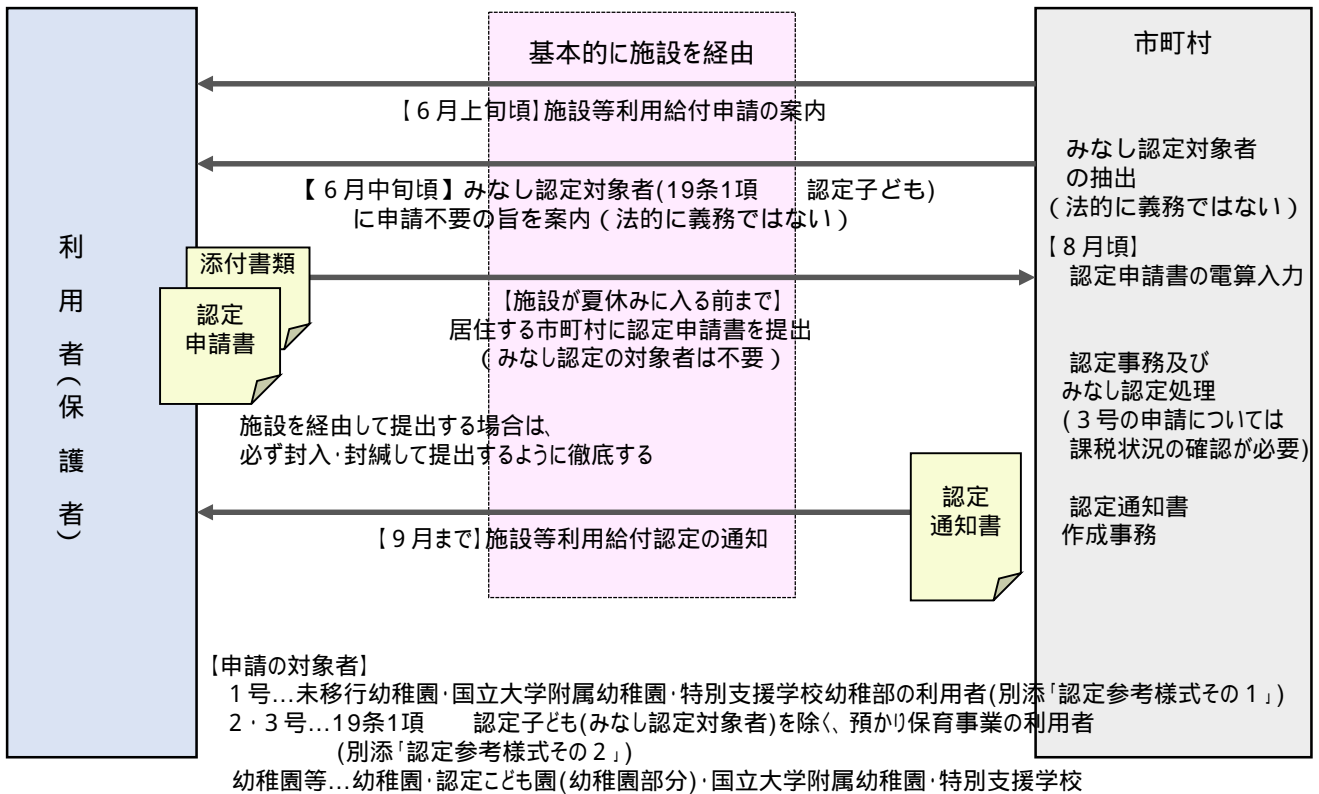 利用者(保護者)
基本的に施設を経由
市町村
【6月上旬頃】施設等利用給付申請の案内
【6月中旬頃】みなし認定対象者(19条1項　　認定子ども)
に申請不要の旨を案内(法的に義務ではない)
みなし認定対象者
の抽出
(法的に義務ではない)
添付書類
認定
申請書
【施設が夏休みに入る前まで】
居住する市町村に認定申請書を提出
(みなし認定の対象者は不要)
【8月頃】
認定申請書の電算入力
施設を経由して提出する場合は、
必ず封入・封緘して提出するように徹底する
認定事務及び
みなし認定処理
(3号の申請については
課税状況の確認が必要)
認定
通知書
【9月まで】施設等利用給付認定の通知
認定通知書
作成事務
【申請の対象者】
1号…未移行幼稚園・国立大学附属幼稚園・特別支援学校幼稚部の利用者(別添「認定参考様式その1」)
2・3号…19条1項　　認定子ども(みなし認定対象者)を除く、預かり保育事業の利用者
(別添「認定参考様式その2」)
幼稚園等…幼稚園・認定こども園(幼稚園部分)・国立大学附属幼稚園・特別支援学校